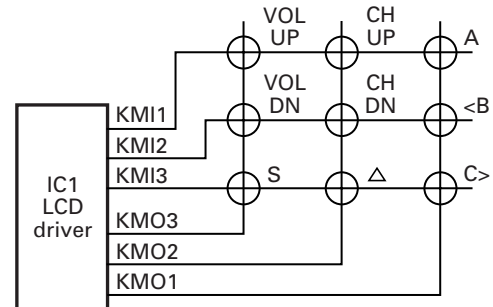 VOL UP
CH UP
A
VOL DN
CH DN
<B
S
△
C>
KMI1
KMI2
KMI3
KMO3
KMO2
KMO1
IC1
LCD
driver